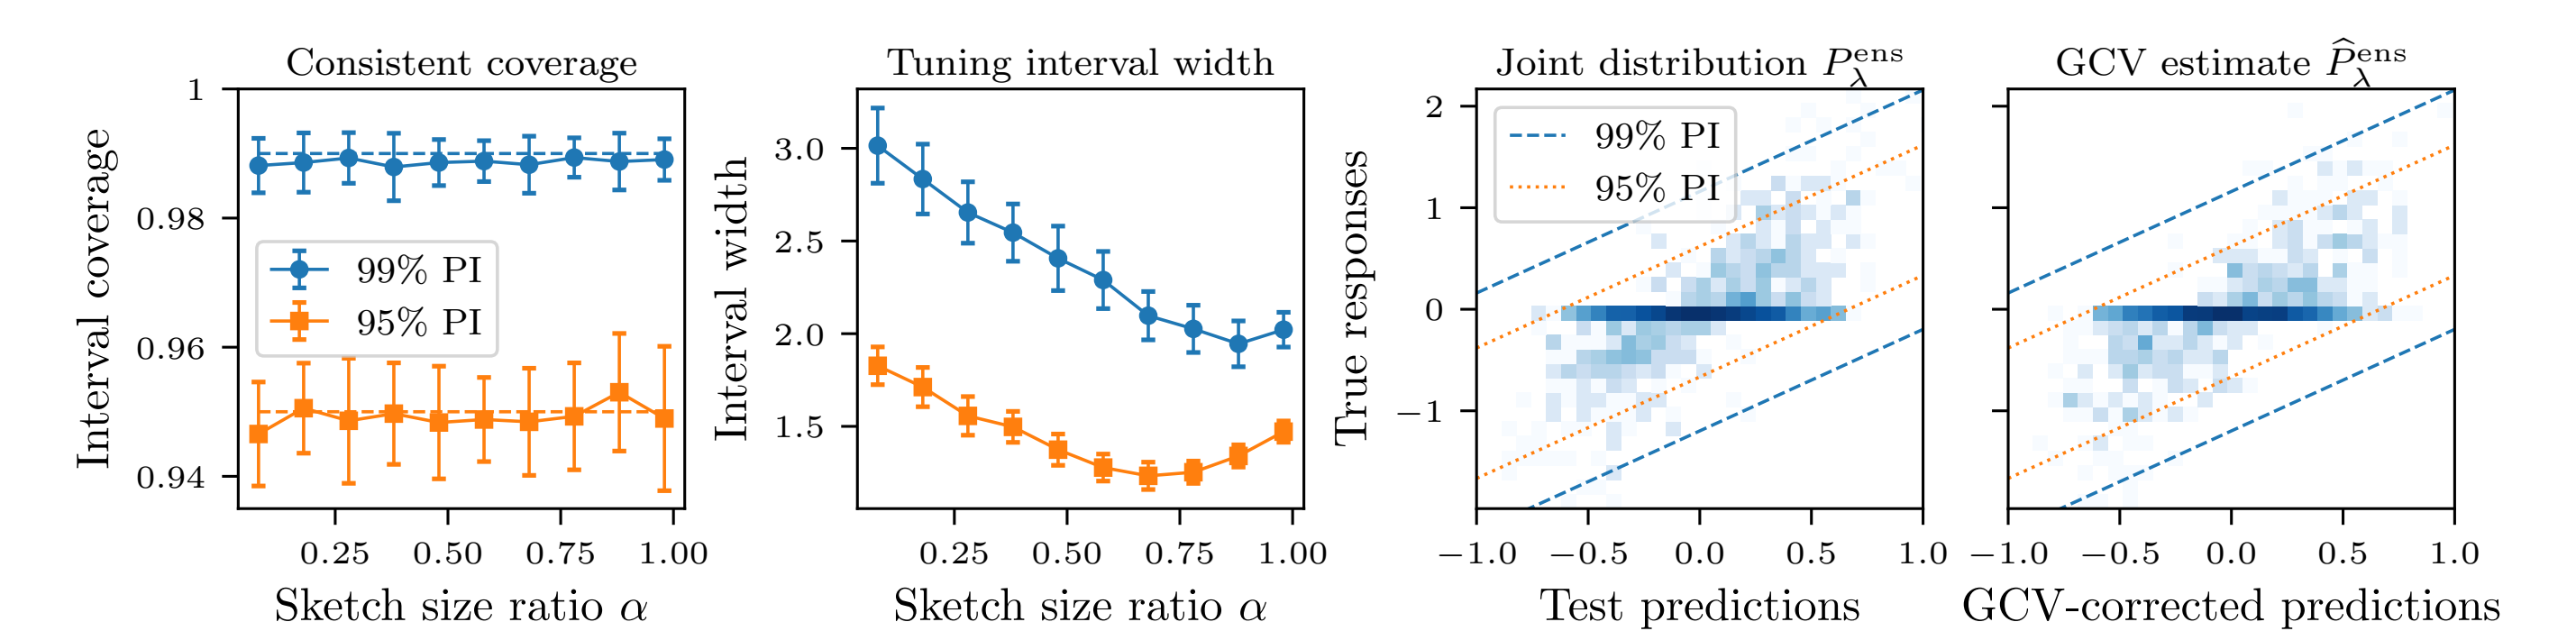 Consistent coverage
Interval coverage
1
0.98
0.96
0.94
99% PI
95% PI
0.25 0.50 0.75 1.00
Sketch size ratio α
Tuning interval width
Interval width
3.0
2.5
2.0
1.5
0.25 0.50 0.75 1.00
Sketch size ratio α
Joint distribution P_λ^ens
True responses
2
1
0
−1
99% PI
95% PI
−1.0 −0.5 0.0 0.5 1.0
Test predictions
GCV estimate P̂_λ^ens
−1.0 −0.5 0.0 0.5 1.0
GCV-corrected predictions